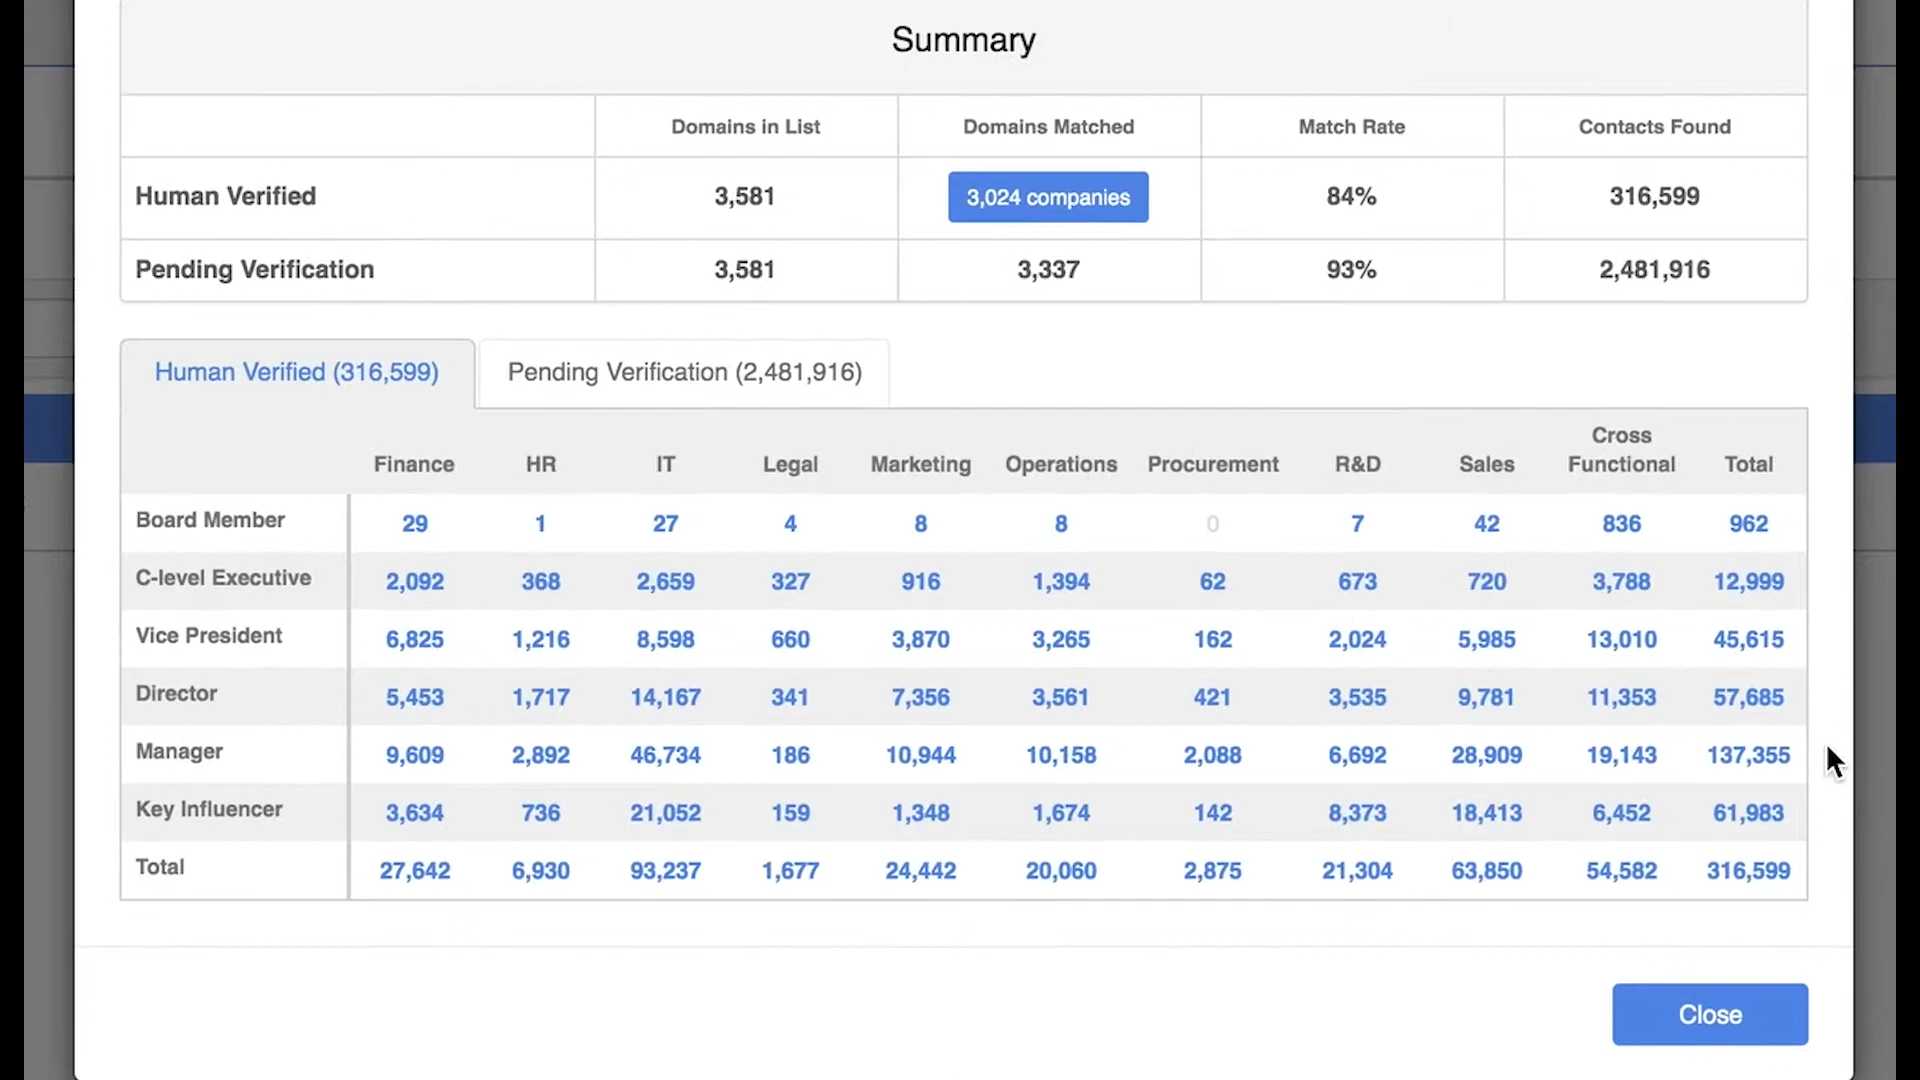 Summary
Domains in List Domains Matched Match Rate Contacts Found
Human Verified 3,581 3,024 companies 84% 316,599
Pending Verification 3,581 3,337 93% 2,481,916
Human Verified (316,599) Pending Verification (2,481,916)
Finance HR IT Legal Marketing Operations Procurement R&D Sales Cross Functional Total
Board Member 29 1 27 4 8 8 0 7 42 836 962
C-level Executive 2,092 368 2,659 327 916 1,394 62 673 720 3,788 12,999
Vice President 6,825 1,216 8,598 660 3,870 3,265 162 2,024 5,985 13,010 45,615
Director 5,453 1,717 14,167 341 7,356 3,561 421 3,535 9,781 11,353 57,685
Manager 9,609 2,892 46,734 186 10,944 10,158 2,088 6,692 28,909 19,143 137,355
Key Influencer 3,634 736 21,052 159 1,348 1,674 142 8,373 18,413 6,452 61,983
Total 27,642 6,930 93,237 1,677 24,442 20,060 2,875 21,304 63,850 54,582 316,599
Close